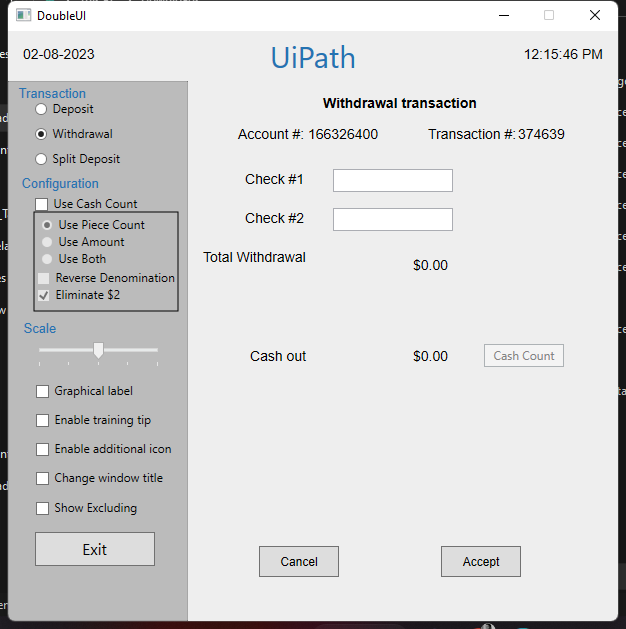 DoubleUI
02-08-2023
UiPath
12:15:46 PM
Transaction
Deposit
Withdrawal
Split Deposit
Configuration
Use Cash Count
Use Piece Count
Use Amount
Use Both
Reverse Denomination
Eliminate $2
Scale
Graphical label
Enable training tip
Enable additional icon
Change window title
Show Excluding
Exit
Withdrawal transaction
Account #: 166326400 Transaction #: 374639
Check #1
Check #2
Total Withdrawal
$0.00
Cash out $0.00 Cash Count
Cancel Accept